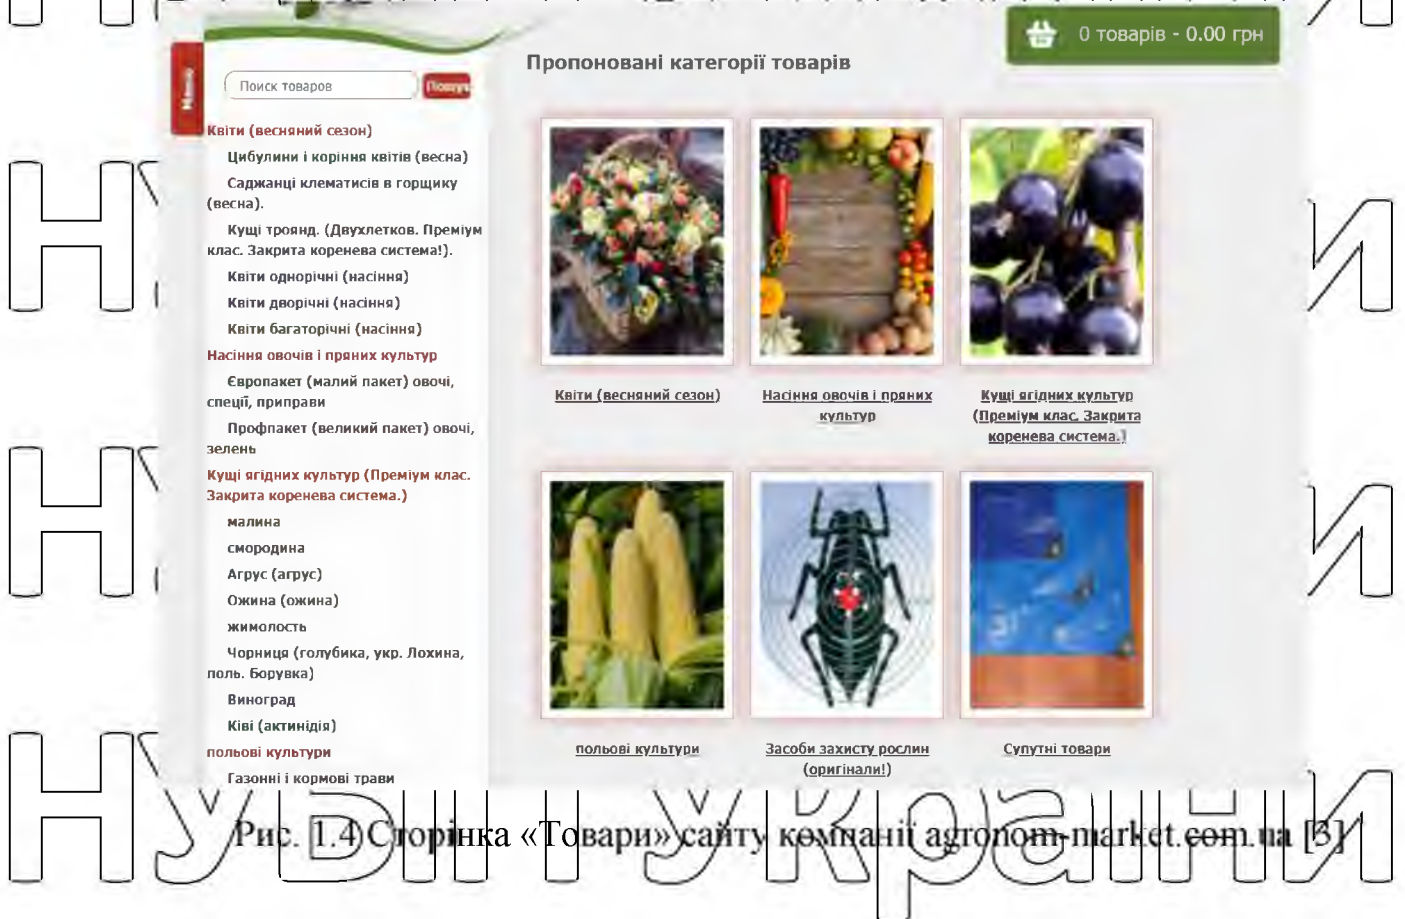 0 товарів - 0.00 грн
Меню
Пропоновані категорії товарів
Поиск товаров
Пошук
Квіти (весняний сезон)
Цибулини і коріння квітів (весна)
Саджанці клематисів в горщику
(весна).
Кущі троянд. (Двухлетков. Преміум
клас. Закрита коренева система!).
Квіти однорічні (насіння)
Квіти дворічні (насіння)
Квіти багаторічні (насіння)
Насіння овочів і пряних культур
Європакет (малий пакет) овочі,
спеції, приправи
Профпакет (великий пакет) овочі,
зелень
Кущі ягідних культур (Преміум клас.
Закрита коренева система.)
малина
смородина
Агрус (агрус)
Ожина (ожина)
жимолость
Чорниця (голубика, укр. Лохина,
поль. Борувка)
Виноград
Ківі (актинідія)
польові культури
Газонні і кормові трави
Квіти (весняний сезон)
Насіння овочів і пряних
культур
Кущі ягідних культур
(Преміум клас. Закрита
коренева система.)
польові культури
Засоби захисту рослин
(оригінали!)
Супутні товари
НУБіП України
Рис. 1.4 Сторінка «Товари» сайту компанії agronom-market.com.ua [3]